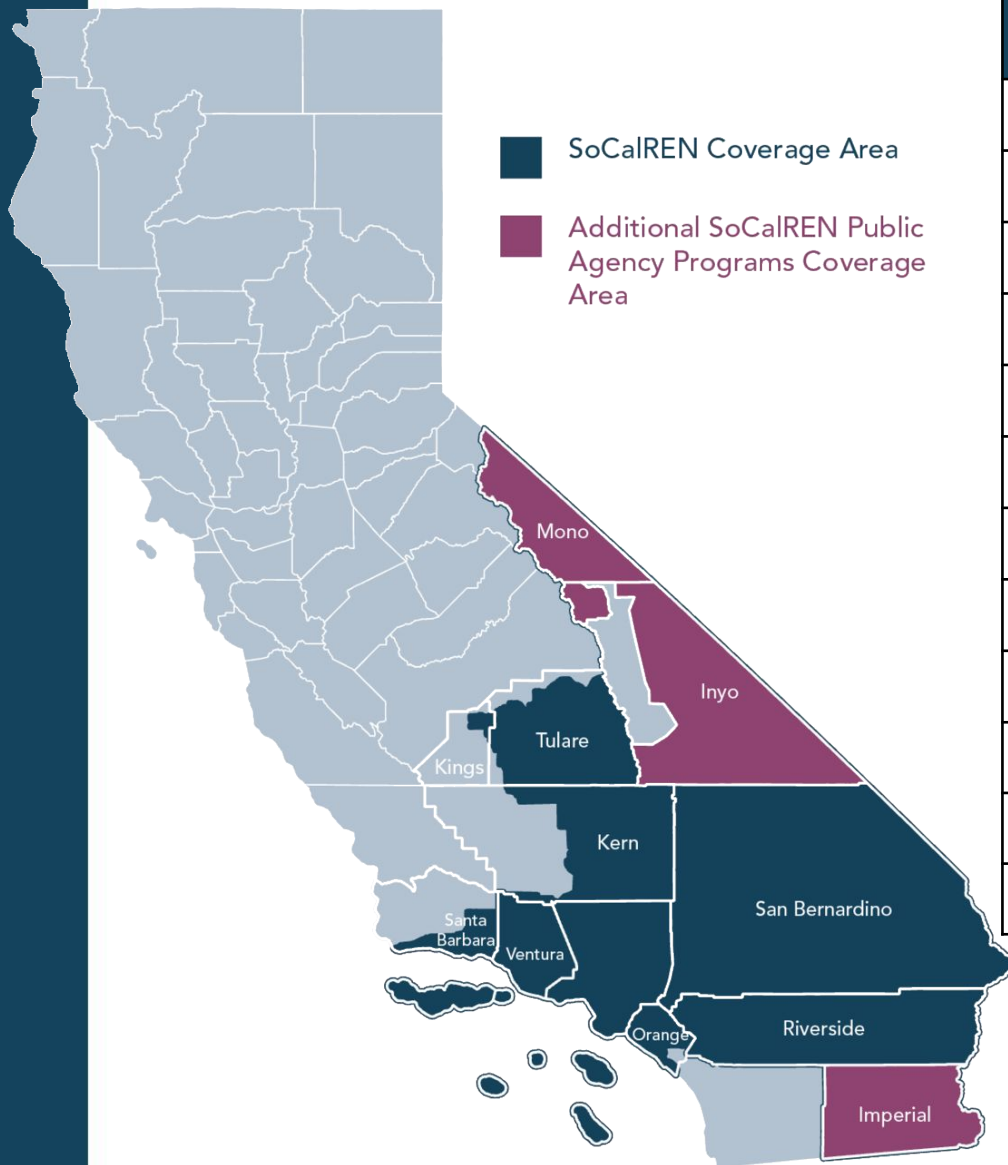 SoCalREN Coverage Area
Additional SoCalREN Public
Agency Programs Coverage
Area
Mono
Inyo
Tulare
Kings
Kern
San Bernardino
Santa
Barbara
Ventura
Orange
Riverside
Imperial